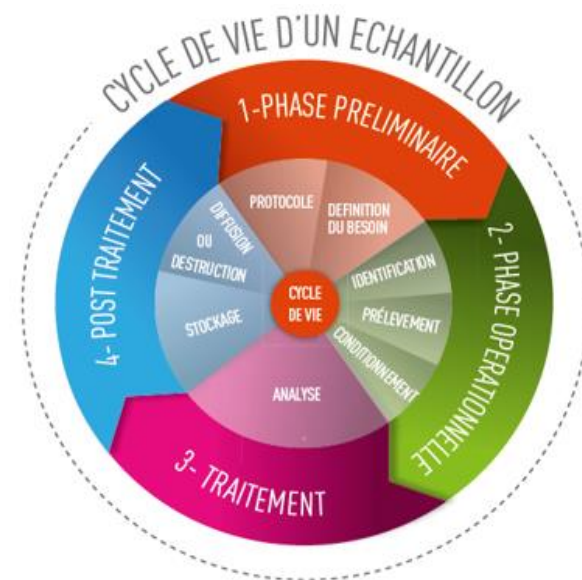 CYCLE DE VIE D'UN ECHANTILLON
1-PHASE PRELIMINAIRE
PROTOCOLE
DEFINITION
DU BESOIN
2- PHASE OPERATIONNELLE
IDENTIFICATION
PRÉLEVEMENT
CONDITIONNEMENT
3- TRAITEMENT
ANALYSE
4- POST TRAITEMENT
STOCKAGE
DIFFUSION
OU
DESTRUCTION
CYCLE
DE VIE